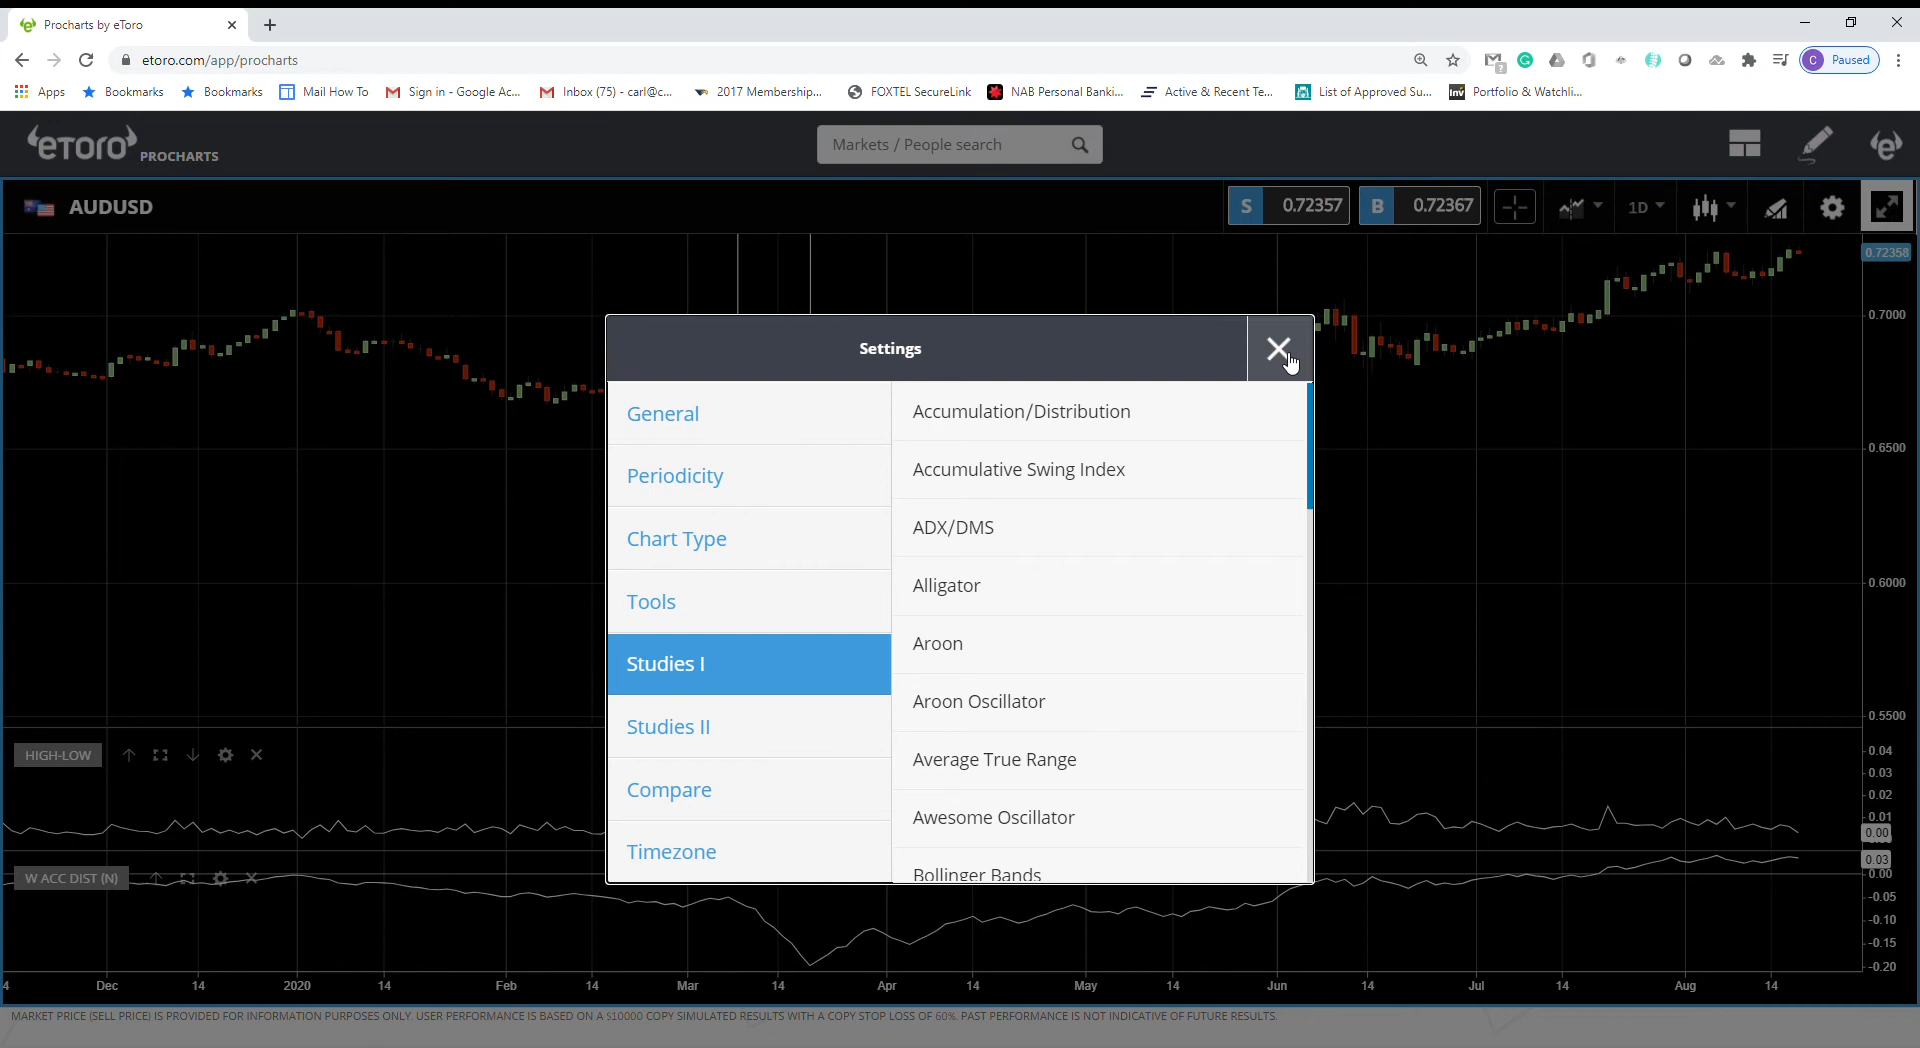 Procharts by eToro
etoro.com/app/procharts
Paused
Apps
Bookmarks
Bookmarks
Mail How To
Sign in - Google Ac...
Inbox (75) - carl@c...
2017 Membership...
FOXTEL SecureLink
NAB Personal Banki...
Active & Recent Te...
List of Approved Su...
Portfolio & Watchli...
eTORO PROCHARTS
Markets / People search
AUDUSD
S 0.72357
B 0.72367
1D
0.72358
0.7000
0.6500
0.6000
0.5500
Settings
General
Periodicity
Chart Type
Tools
Studies I
Studies II
Compare
Timezone
Accumulation/Distribution
Accumulative Swing Index
ADX/DMS
Alligator
Aroon
Aroon Oscillator
Average True Range
Awesome Oscillator
Bollinger Bands
HIGH-LOW
0.04
0.03
0.02
0.01
0.00
W ACC DIST (N)
0.03
0.00
-0.05
-0.10
-0.15
-0.20
4 Dec 14 2020 14 Feb 14 Mar 14 Apr 14 May 14 Jun 14 Jul 14 Aug 14
MARKET PRICE (SELL PRICE) IS PROVIDED FOR INFORMATION PURPOSES ONLY. USER PERFORMANCE IS BASED ON A $10000 COPY SIMULATED RESULTS WITH A COPY STOP LOSS OF 60%. PAST PERFORMANCE IS NOT INDICATIVE OF FUTURE RESULTS.